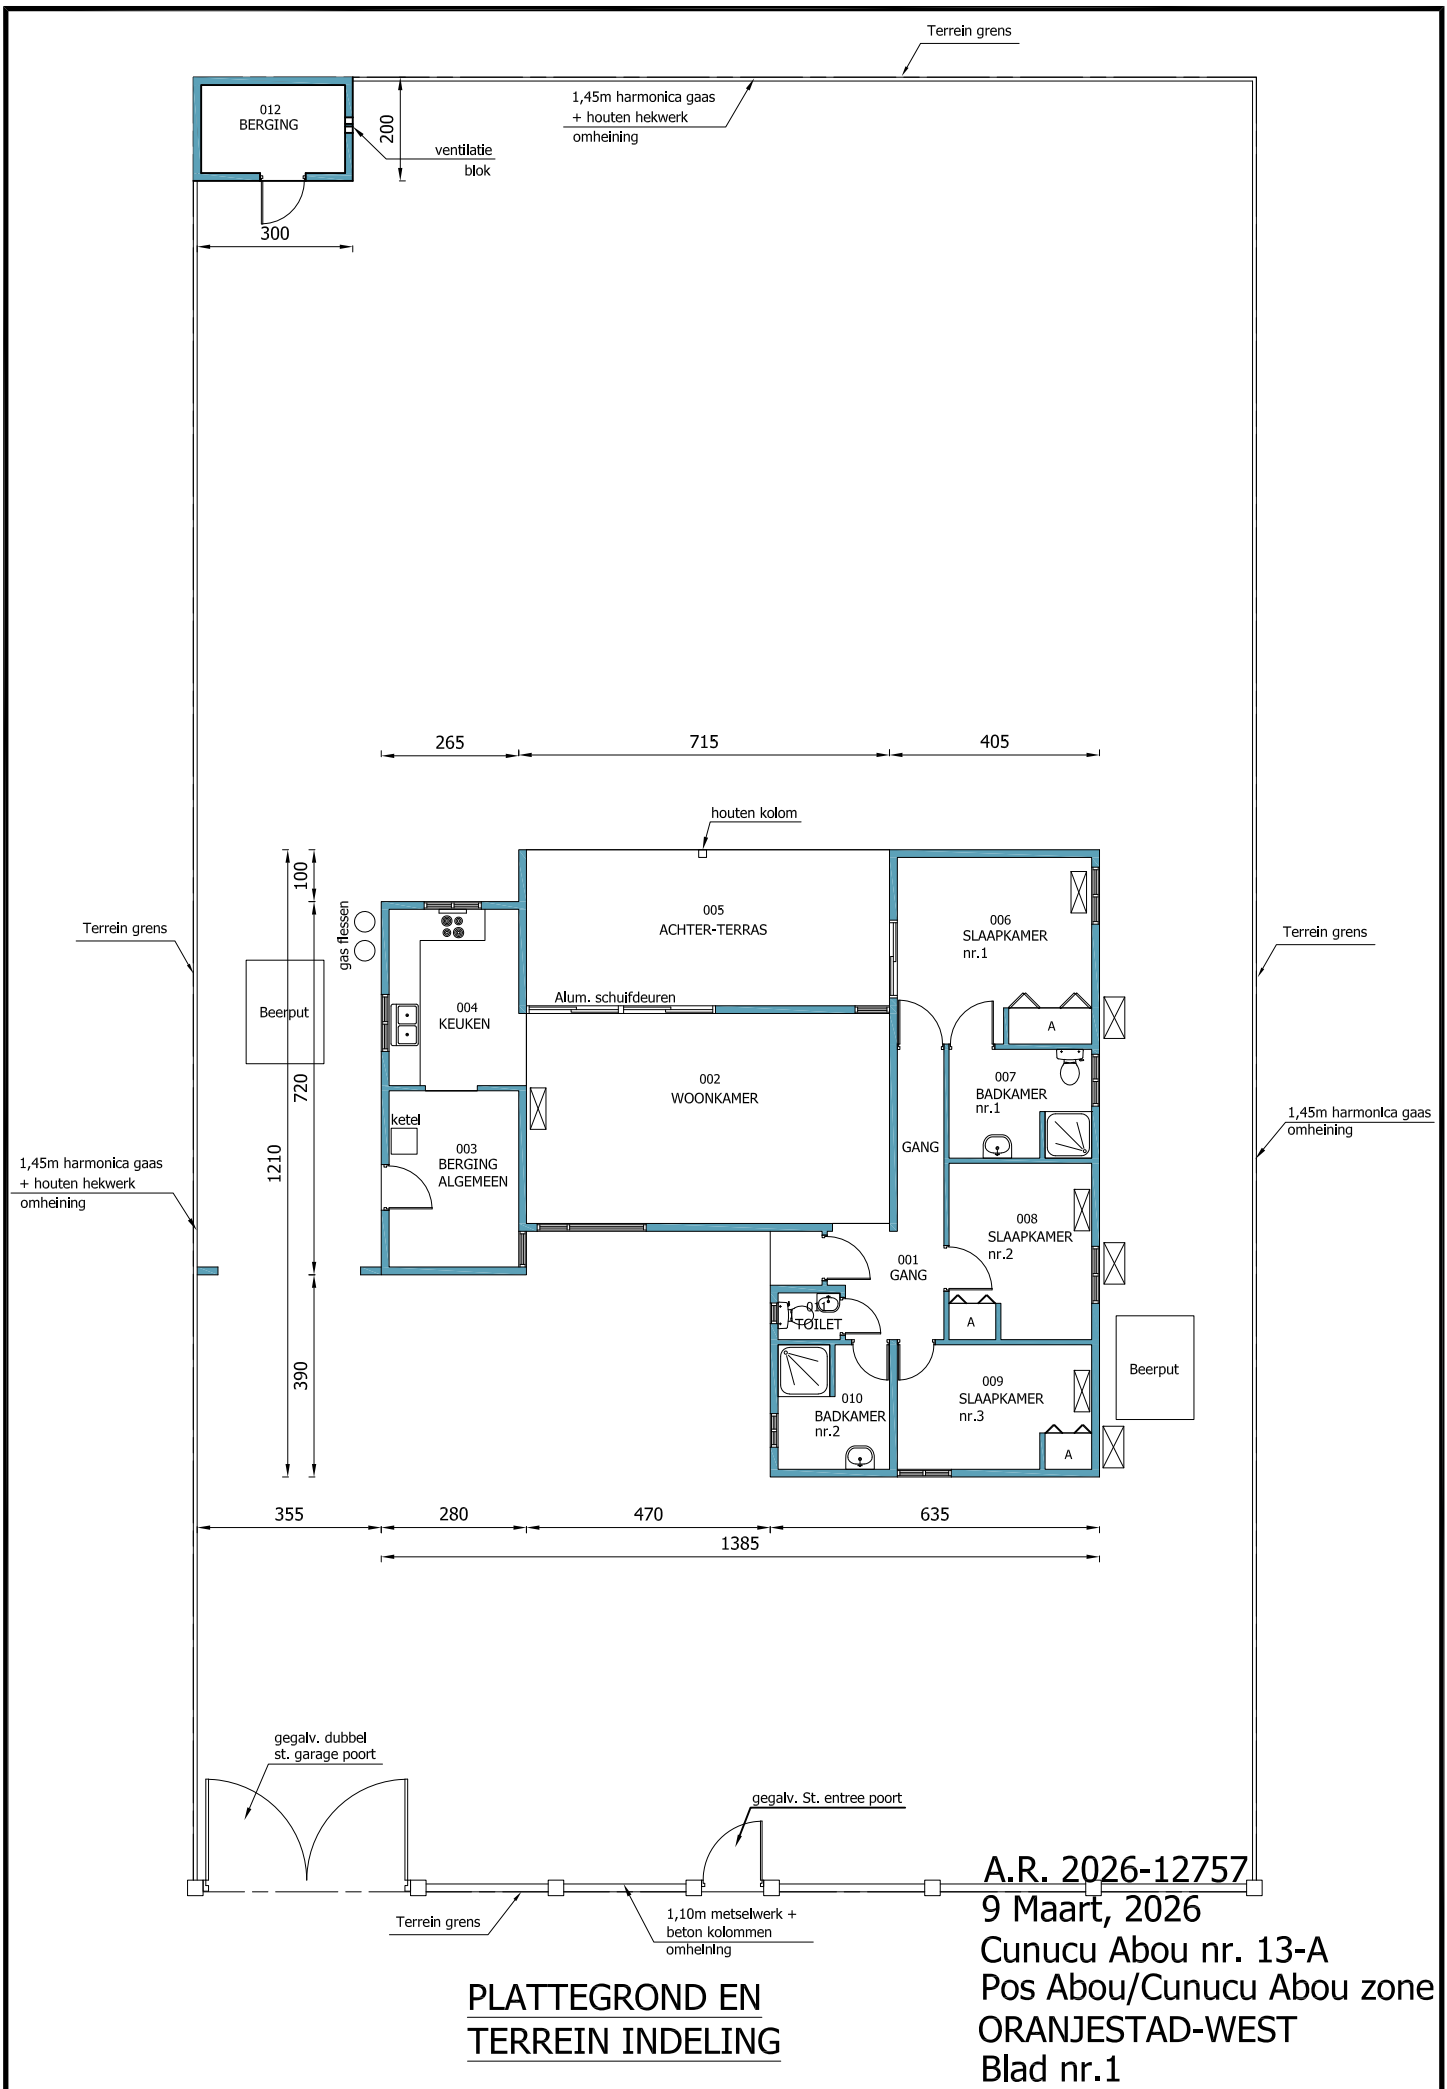 Terrein grens
1,45m harmonica gaas
+ houten hekwerk
omheining
012
BERGING
200
ventilatie
blok
300
265
715
405
houten kolom
100
gas flessen
005
ACHTER-TERRAS
006
SLAAPKAMER
nr.1
Terrein grens
Terrein grens
Alum. schuifdeuren
Beerput
004
KEUKEN
A
720
002
WOONKAMER
007
BADKAMER
nr.1
ketel
1,45m harmonica gaas
omheining
1210
003
BERGING
ALGEMEEN
GANG
1,45m harmonica gaas
+ houten hekwerk
omheining
008
SLAAPKAMER
nr.2
001
GANG
011
TOILET
A
390
Beerput
009
SLAAPKAMER
nr.3
010
BADKAMER
nr.2
A
355
280
470
635
1385
gegalv. dubbel
st. garage poort
gegalv. St. entree poort
Terrein grens
1,10m metselwerk +
beton kolommen
omheining
A.R. 2026-12757
9 Maart, 2026
Cunucu Abou nr. 13-A
Pos Abou/Cunucu Abou zone
ORANJESTAD-WEST
Blad nr.1
PLATTEGROND EN
TERREIN INDELING